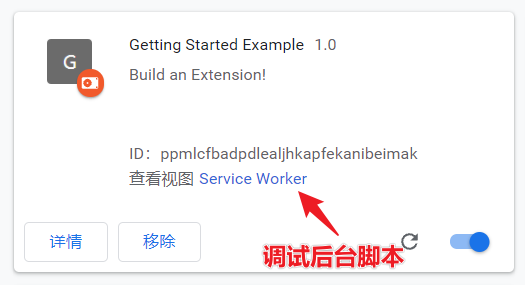 G
Getting Started Example 1.0
Build an Extension!
ID：ppmlcfbadpdlealjhkapfekanibeimak
查看视图 Service Worker
详情
移除
调试后台脚本